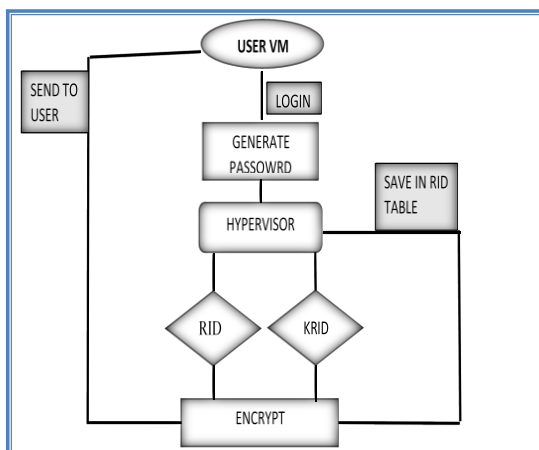 USER VM
SEND TO
USER
LOGIN
GENERATE
PASSOWRD
SAVE IN RID
TABLE
HYPERVISOR
RID
KRID
ENCRYPT